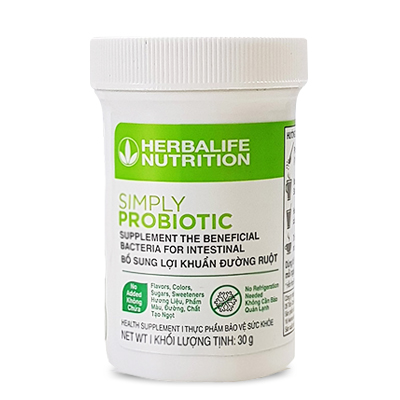 HERBALIFE
NUTRITION
SIMPLY
PROBIOTIC
SUPPLEMENT THE BENEFICIAL
BACTERIA FOR INTESTINAL
BỔ SUNG LỢI KHUẨN ĐƯỜNG RUỘT
No
Added
Không
Chứa
Flavors, Colors,
Sugars, Sweeteners
Hương Liệu, Phẩm
Màu, Đường, Chất
Tạo Ngọt
No Refrigeration
Needed
Không Cần Bảo
Quản Lạnh
HEALTH SUPPLEMENT I THỰC PHẨM BẢO VỆ SỨC KHỎE
NET WT I KHỐI LƯỢNG TỊNH: 30 g